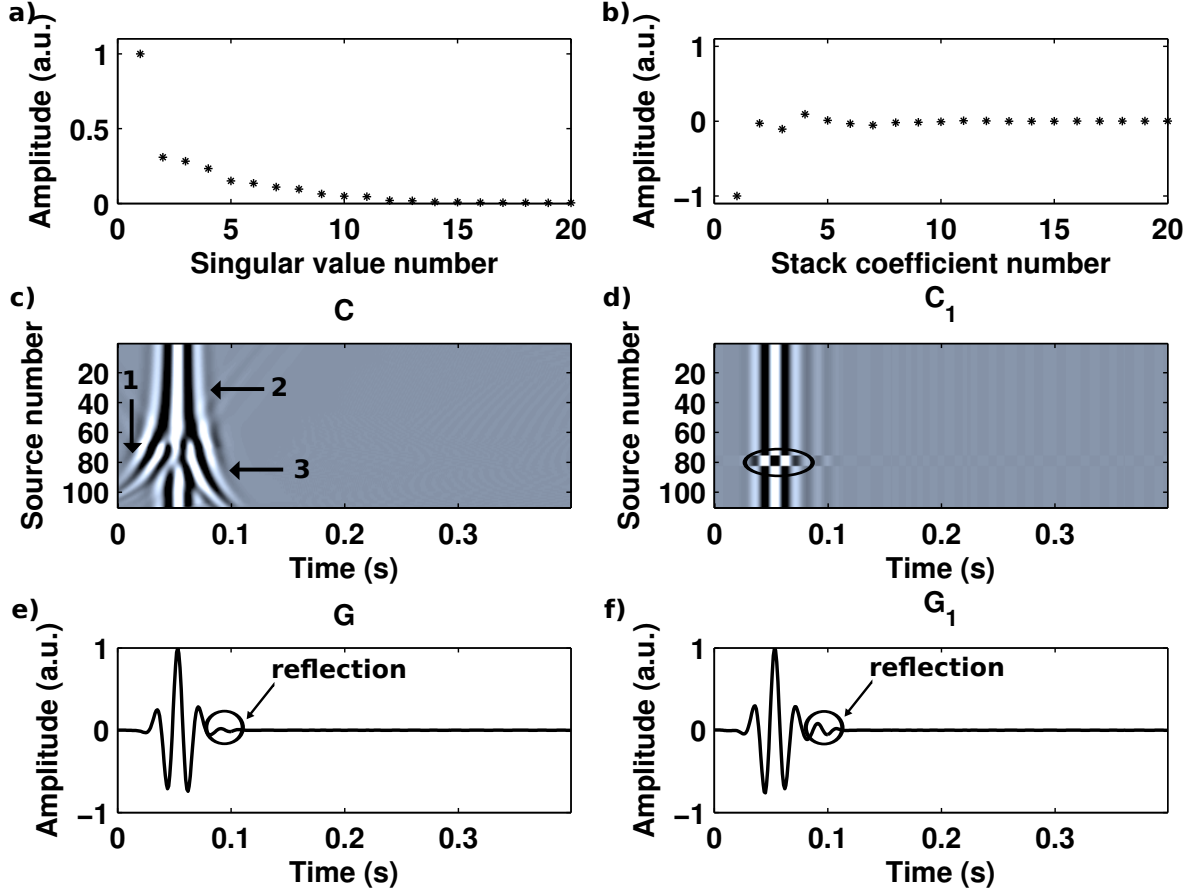 a)
Amplitude (a.u.)
1
0.5
0
0 5 10 15 20
Singular value number
b)
Amplitude (a.u.)
0
−1
0 5 10 15 20
Stack coefficient number
c)
C
Source number
20
40
60
80
100
1
2
3
0 0.1 0.2 0.3
Time (s)
d)
C1
Source number
20
40
60
80
100
0 0.1 0.2 0.3
Time (s)
e)
G
Amplitude (a.u.)
1
0
−1
reflection
0 0.1 0.2 0.3
Time (s)
f)
G1
Amplitude (a.u.)
1
0
−1
reflection
0 0.1 0.2 0.3
Time (s)